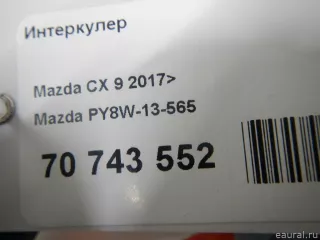 Интеркулер
Mazda CX 9 2017>
Mazda PY8W-13-565
70 743 552
eaural.ru